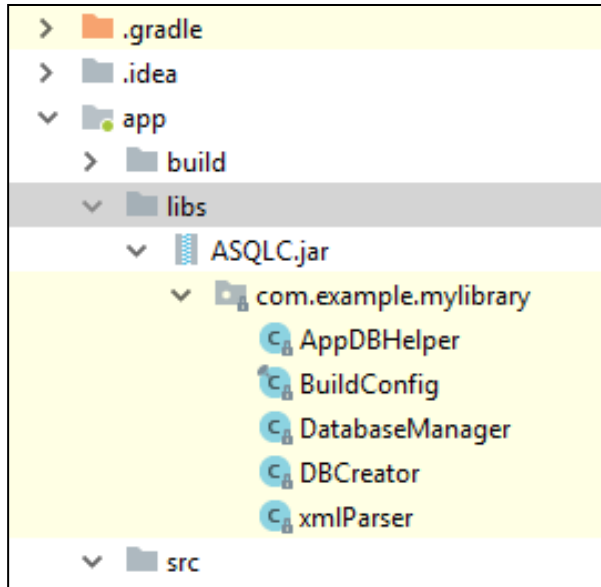 .gradle
.idea
app
build
libs
ASQLC.jar
com.example.mylibrary
AppDBHelper
BuildConfig
DatabaseManager
DBCreator
xmlParser
src